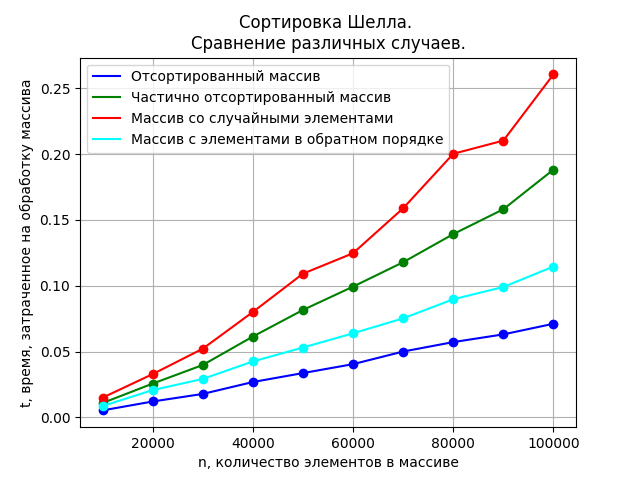 Сортировка Шелла.
Сравнение различных случаев.
Отсортированный массив
Частично отсортированный массив
Массив со случайными элементами
Массив с элементами в обратном порядке
t, время, затраченное на обработку массива
0.25
0.20
0.15
0.10
0.05
0.00
20000 40000 60000 80000 100000
n, количество элементов в массиве